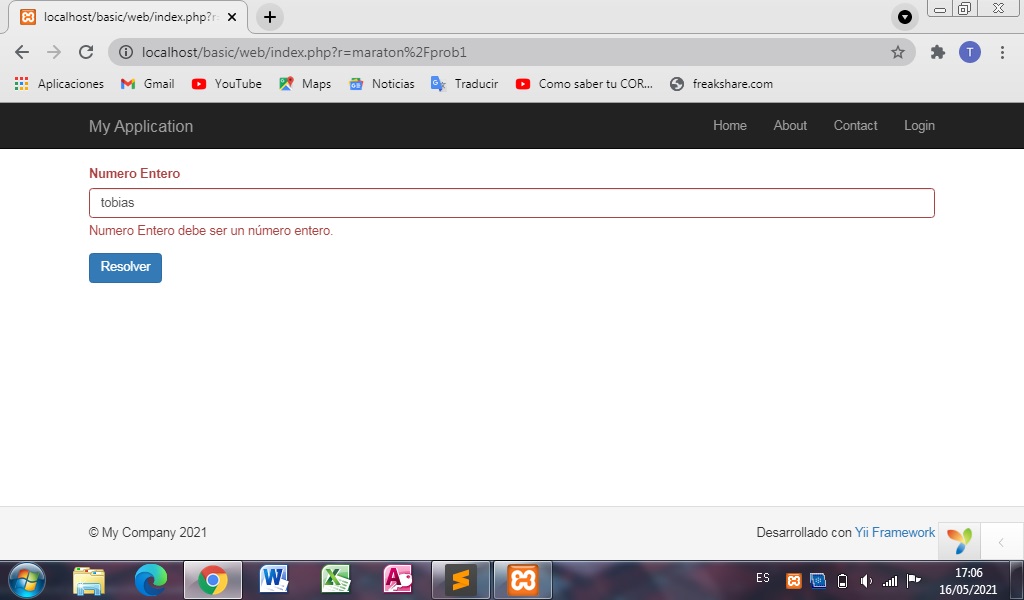 localhost/basic/web/index.php?r=
localhost/basic/web/index.php?r=maraton%2Fprob1
T
Aplicaciones Gmail YouTube Maps Noticias Traducir Como saber tu COR... freakshare.com
My Application Home About Contact Login
Numero Entero
tobias
Numero Entero debe ser un número entero.
Resolver
© My Company 2021 Desarrollado con Yii Framework
ES 17:06
16/05/2021